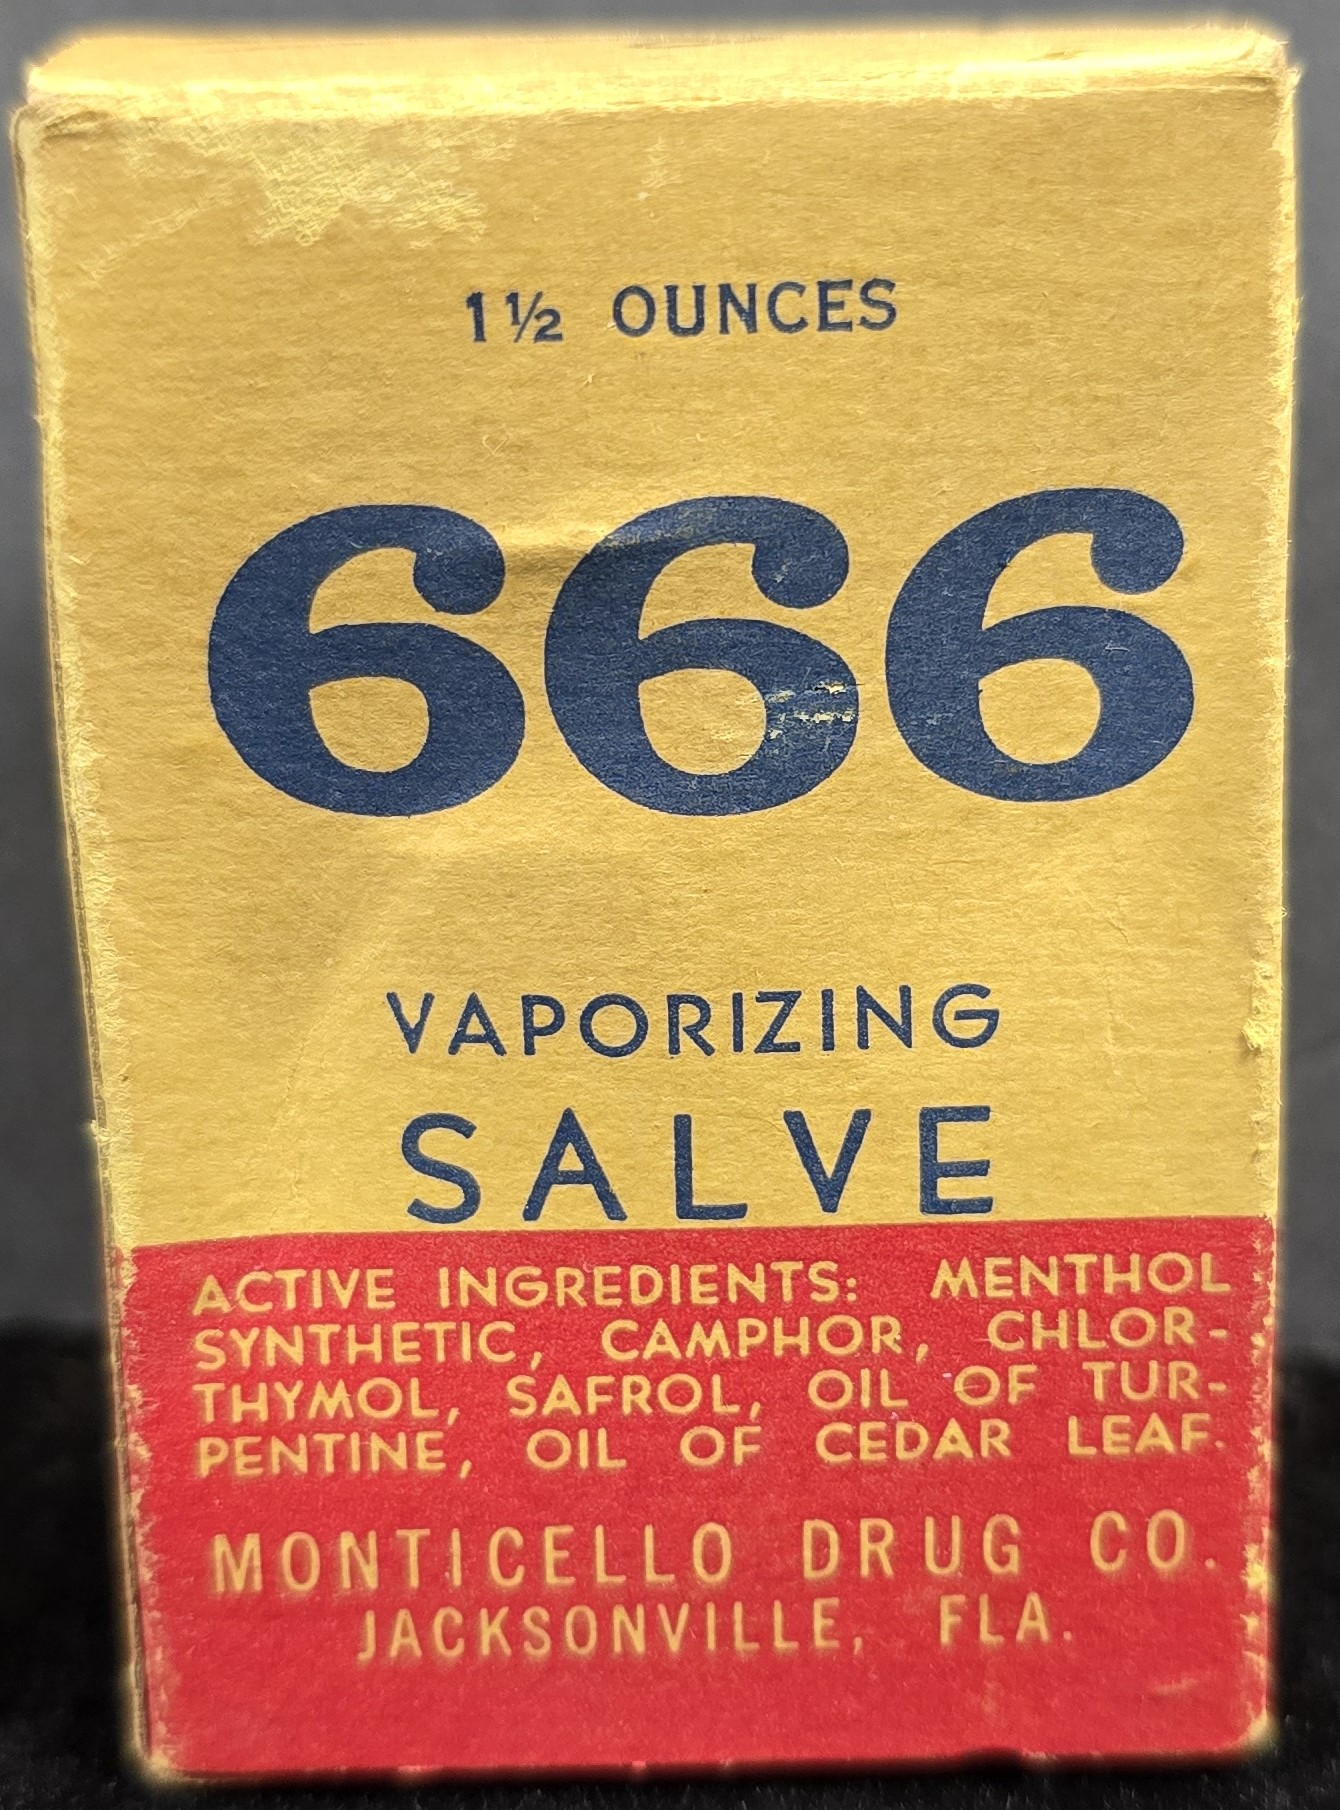 1½ OUNCES
666
VAPORIZING
SALVE
ACTIVE INGREDIENTS: MENTHOL
SYNTHETIC, CAMPHOR, CHLOR-
THYMOL, SAFROL, OIL OF TUR-
PENTINE, OIL OF CEDAR LEAF.
MONTICELLO DRUG CO.
JACKSONVILLE, FLA.